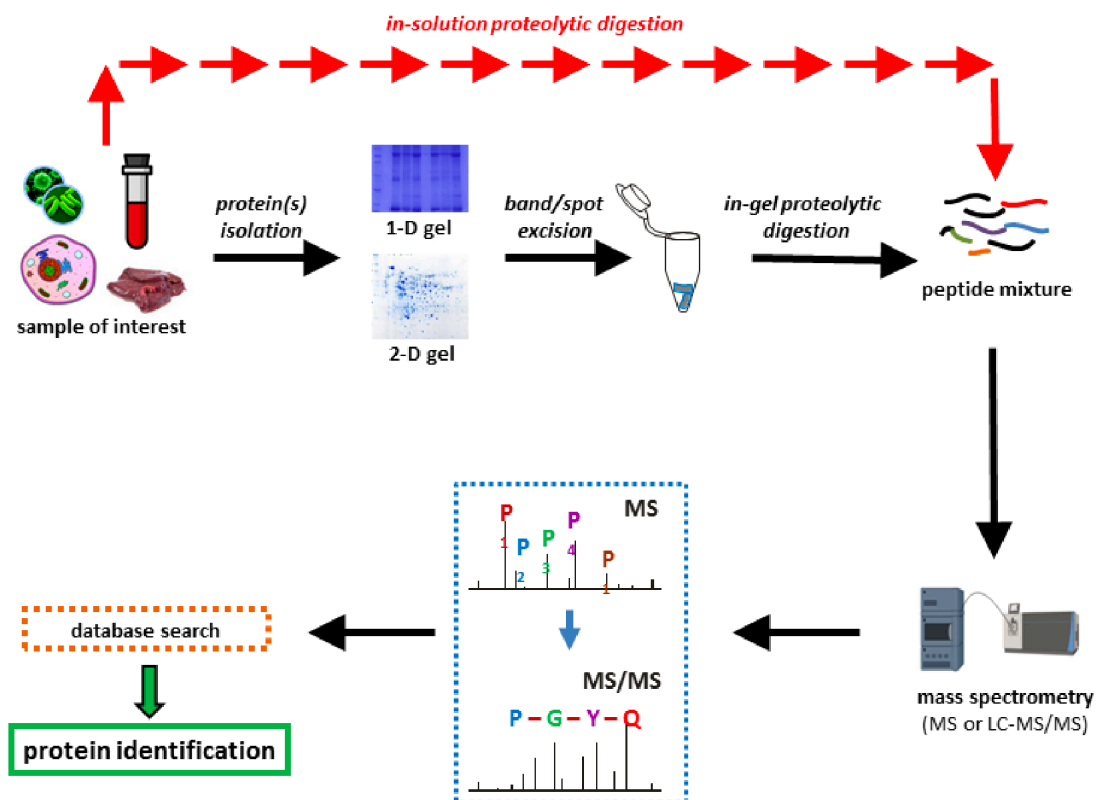 in-solution proteolytic digestion
protein(s)
isolation
1-D gel
2-D gel
band/spot
excision
in-gel proteolytic
digestion
sample of interest
peptide mixture
MS
P
1
P
2
P
3
P
4
P
1
MS/MS
P – G – Y – Q
mass spectrometry
(MS or LC-MS/MS)
database search
protein identification